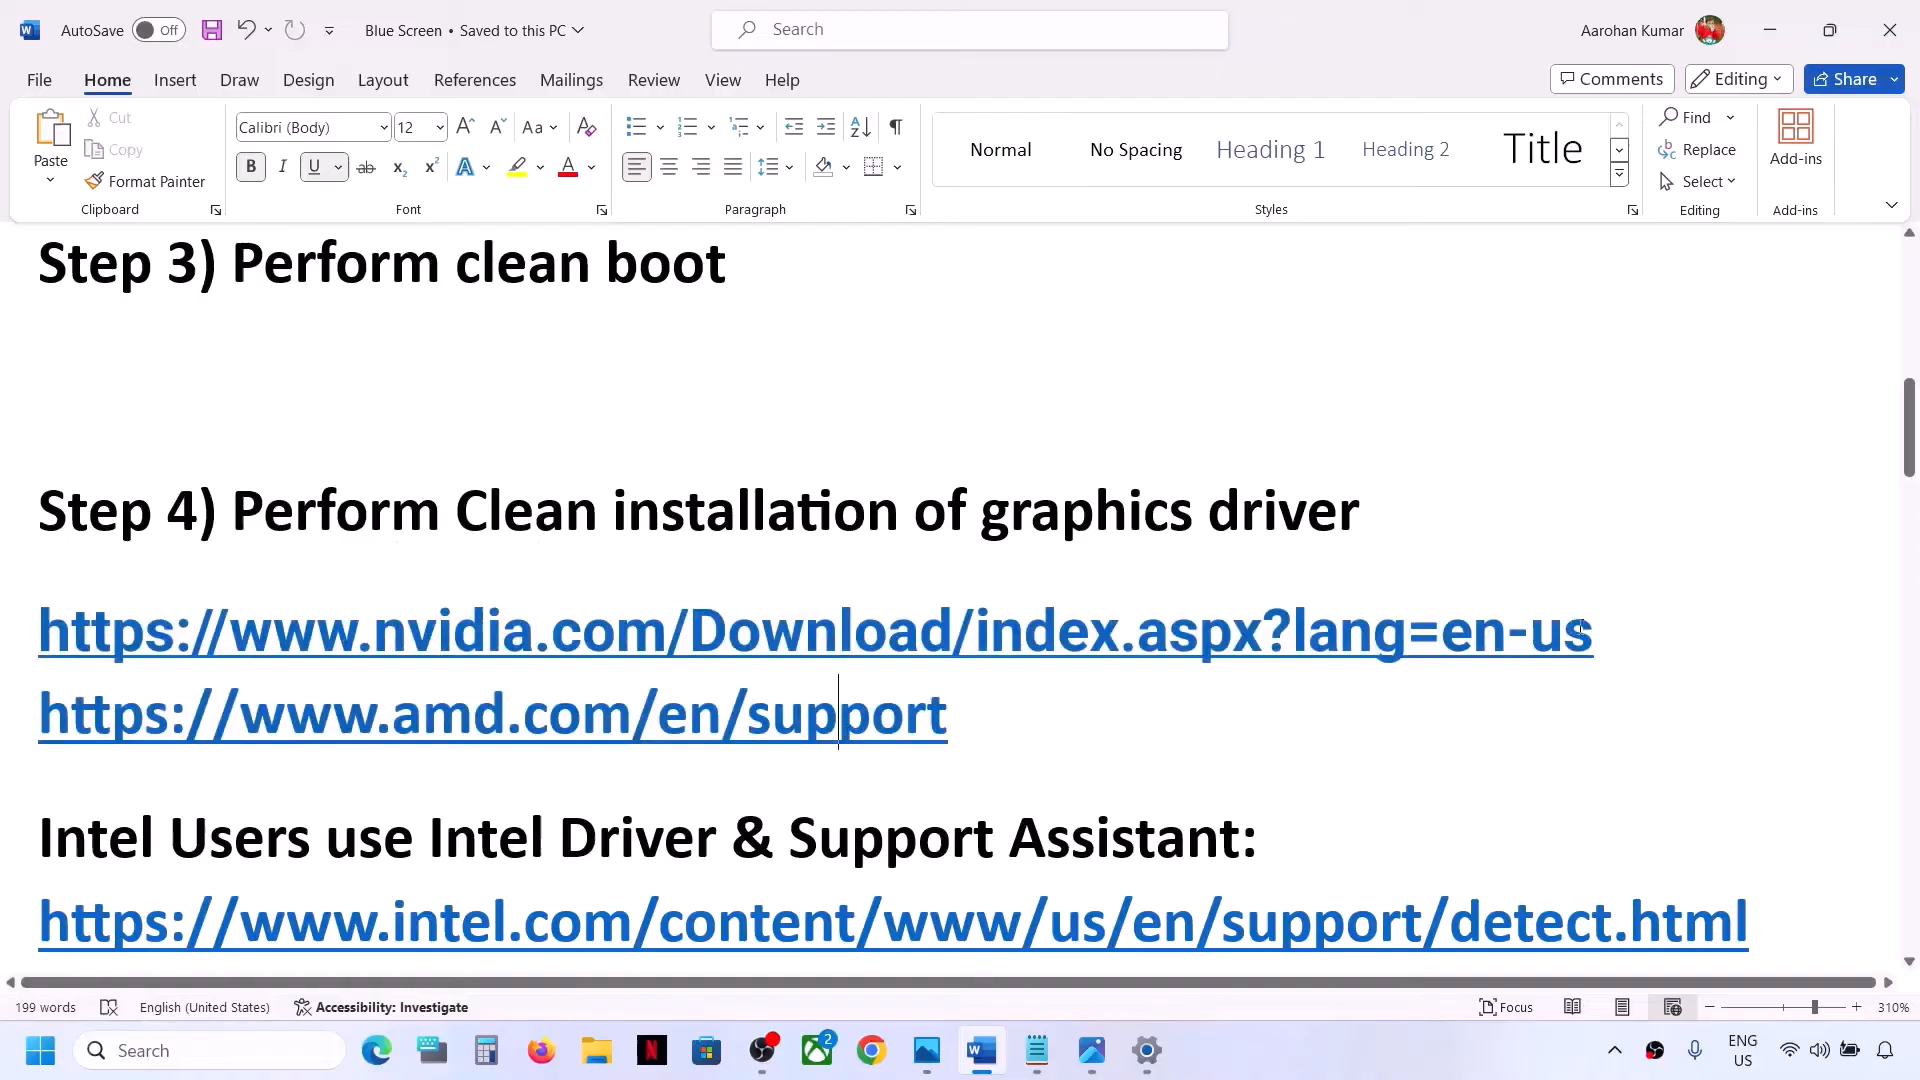 AutoSave Off Blue Screen • Saved to this PC Search Aarohan Kumar
File Home Insert Draw Design Layout References Mailings Review View Help Comments Editing Share
Paste Cut Copy Format Painter Clipboard
Calibri (Body) 12 Aa B I U ab x₂ x² A A Font
Paragraph
Normal No Spacing Heading 1 Heading 2 Title Styles
Find Replace Select Editing
Add-ins Add-ins
Step 3) Perform clean boot
Step 4) Perform Clean installation of graphics driver
https://www.nvidia.com/Download/index.aspx?lang=en-us
https://www.amd.com/en/support
Intel Users use Intel Driver & Support Assistant:
https://www.intel.com/content/www/us/en/support/detect.html
199 words English (United States) Accessibility: Investigate Focus 310%
Search 2 ENG US